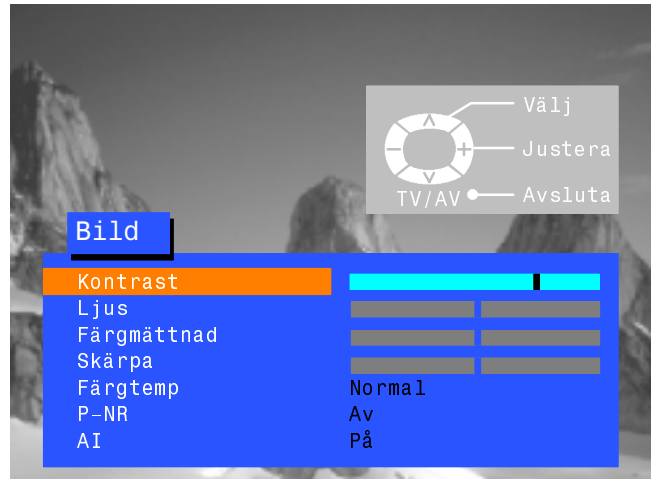 Välj
Justera
TV/AV Avsluta
Bild
Kontrast
Ljus
Färgmättnad
Skärpa
Färgtemp Normal
P-NR Av
AI På